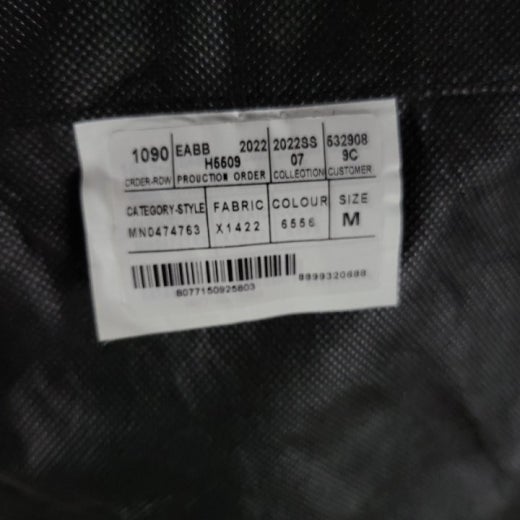 1090 EABB 2022 2022SS 532908
H5609 07 9C
ORDER-ROW PRODUCTION ORDER COLLECTION CUSTOMER
CATEGORY-STYLE FABRIC COLOUR SIZE
MN0474763 X1422 6556 M
8077150925803 8899320688